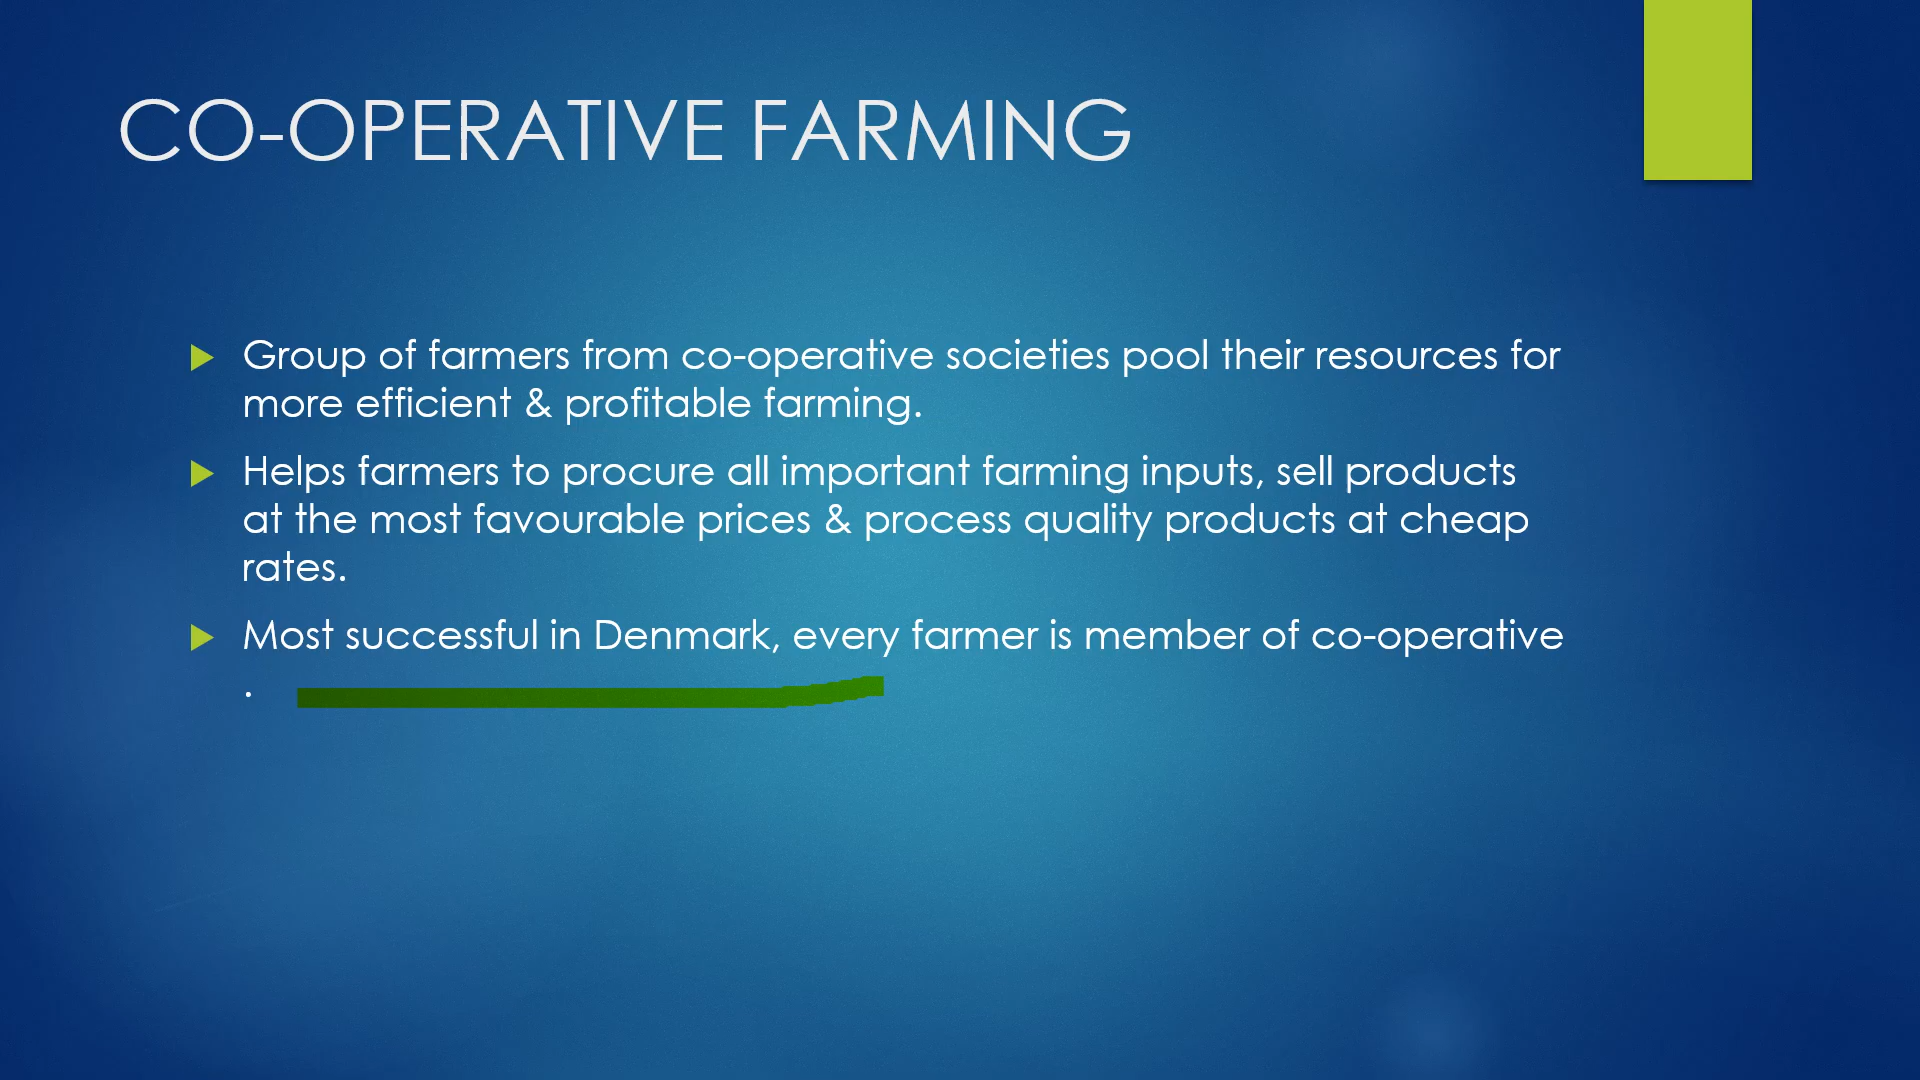 CO-OPERATIVE FARMING
Group of farmers from co-operative societies pool their resources for
more efficient & profitable farming.
Helps farmers to procure all important farming inputs, sell products
at the most favourable prices & process quality products at cheap
rates.
Most successful in Denmark, every farmer is member of co-operative
.